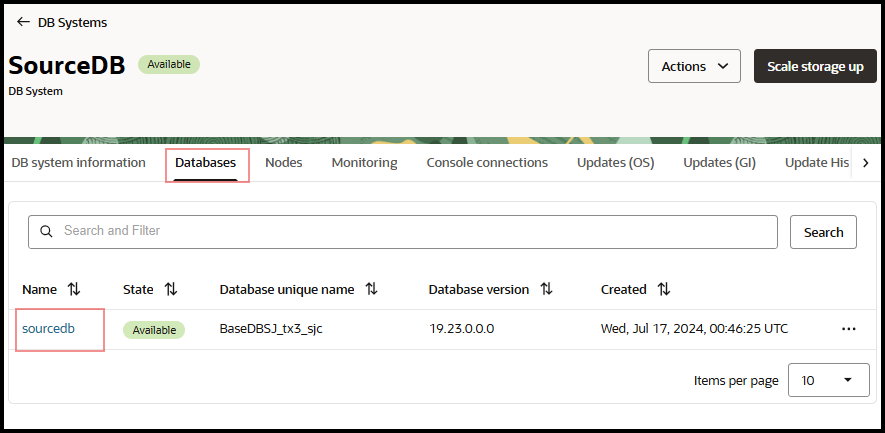 DB Systems
SourceDB Available
Actions Scale storage up
DB System
DB system information Databases Nodes Monitoring Console connections Updates (OS) Updates (GI) Update His
Search and Filter Search
Name State Database unique name Database version Created
sourcedb Available BaseDBSJ_tx3_sjc 19.23.0.0.0 Wed, Jul 17, 2024, 00:46:25 UTC
Items per page 10